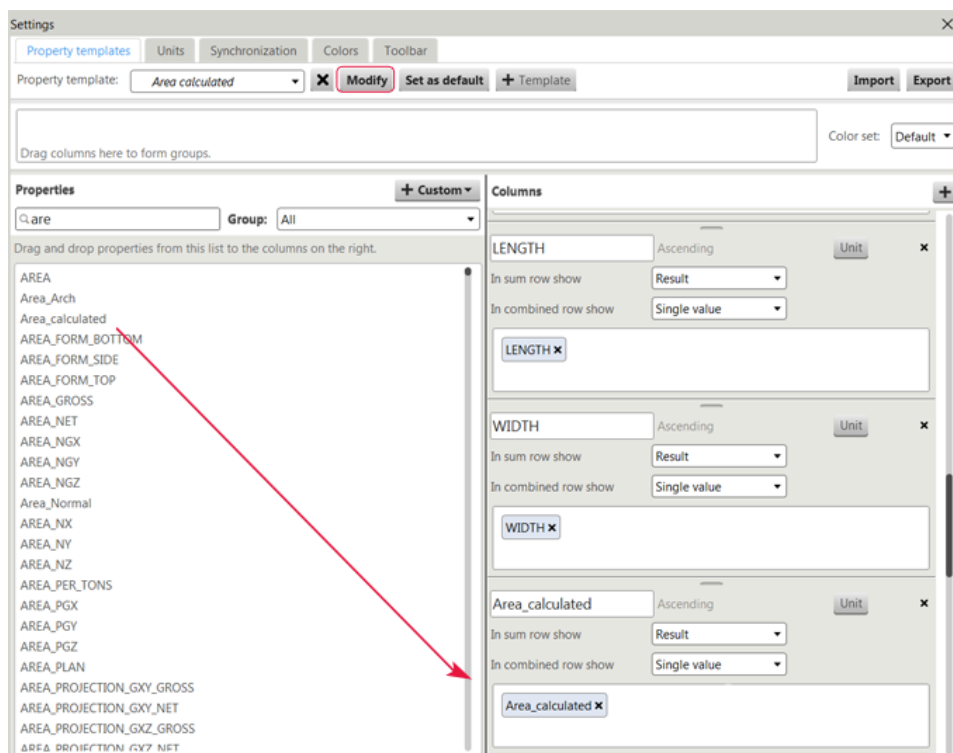 Settings
Property templates Units Synchronization Colors Toolbar
Property template: Area calculated Modify Set as default + Template Import Export
Color set: Default
Drag columns here to form groups.
Properties + Custom
are Group: All
Drag and drop properties from this list to the columns on the right.
AREA
Area_Arch
Area_calculated
AREA_FORM_BOTTOM
AREA_FORM_SIDE
AREA_FORM_TOP
AREA_GROSS
AREA_NET
AREA_NGX
AREA_NGY
AREA_NGZ
Area_Normal
AREA_NX
AREA_NY
AREA_NZ
AREA_PER_TONS
AREA_PGX
AREA_PGY
AREA_PGZ
AREA_PLAN
AREA_PROJECTION_GXY_GROSS
AREA_PROJECTION_GXY_NET
AREA_PROJECTION_GXZ_GROSS
AREA_PROJECTION_GXZ_NET
Columns +
LENGTH Ascending Unit ×
In sum row show Result
In combined row show Single value
LENGTH ×
WIDTH Ascending Unit ×
In sum row show Result
In combined row show Single value
WIDTH ×
Area_calculated Ascending Unit ×
In sum row show Result
In combined row show Single value
Area_calculated ×